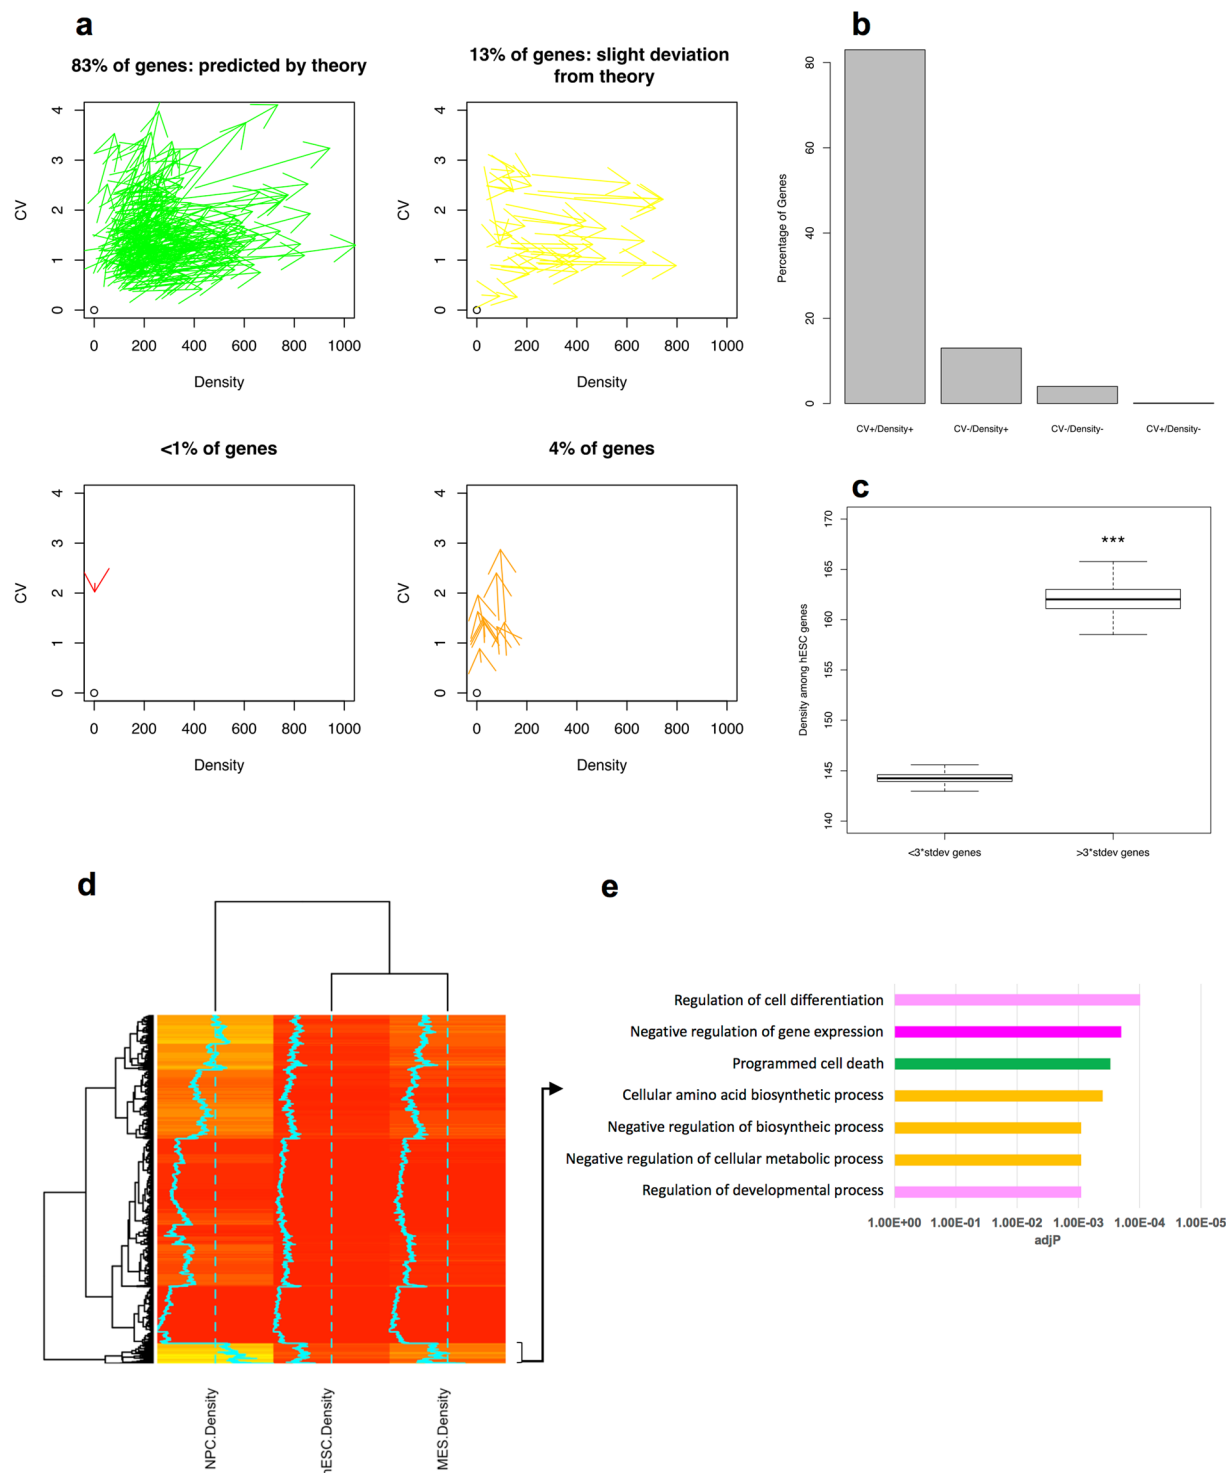 a
83% of genes: predicted by theory
13% of genes: slight deviation
from theory
CV
0 1 2 3 4
0 200 400 600 800 1000
Density
CV
0 1 2 3 4
0 200 400 600 800 1000
Density
<1% of genes
4% of genes
CV
0 1 2 3 4
0 200 400 600 800 1000
Density
CV
0 1 2 3 4
0 200 400 600 800 1000
Density
b
Percentage of Genes
0 20 40 60 80
CV+/Density+ CV-/Density+ CV-/Density- CV+/Density-
c
Density among hESC genes
140 145 150 155 160 165 170
***
<3*stdev genes >3*stdev genes
d
NPC.Density
hESC.Density
MES.Density
e
Regulation of cell differentiation
Negative regulation of gene expression
Programmed cell death
Cellular amino acid biosynthetic process
Negative regulation of biosyntheic process
Negative regulation of cellular metabolic process
Regulation of developmental process
1.00E+00 1.00E-01 1.00E-02 1.00E-03 1.00E-04 1.00E-05
adjP